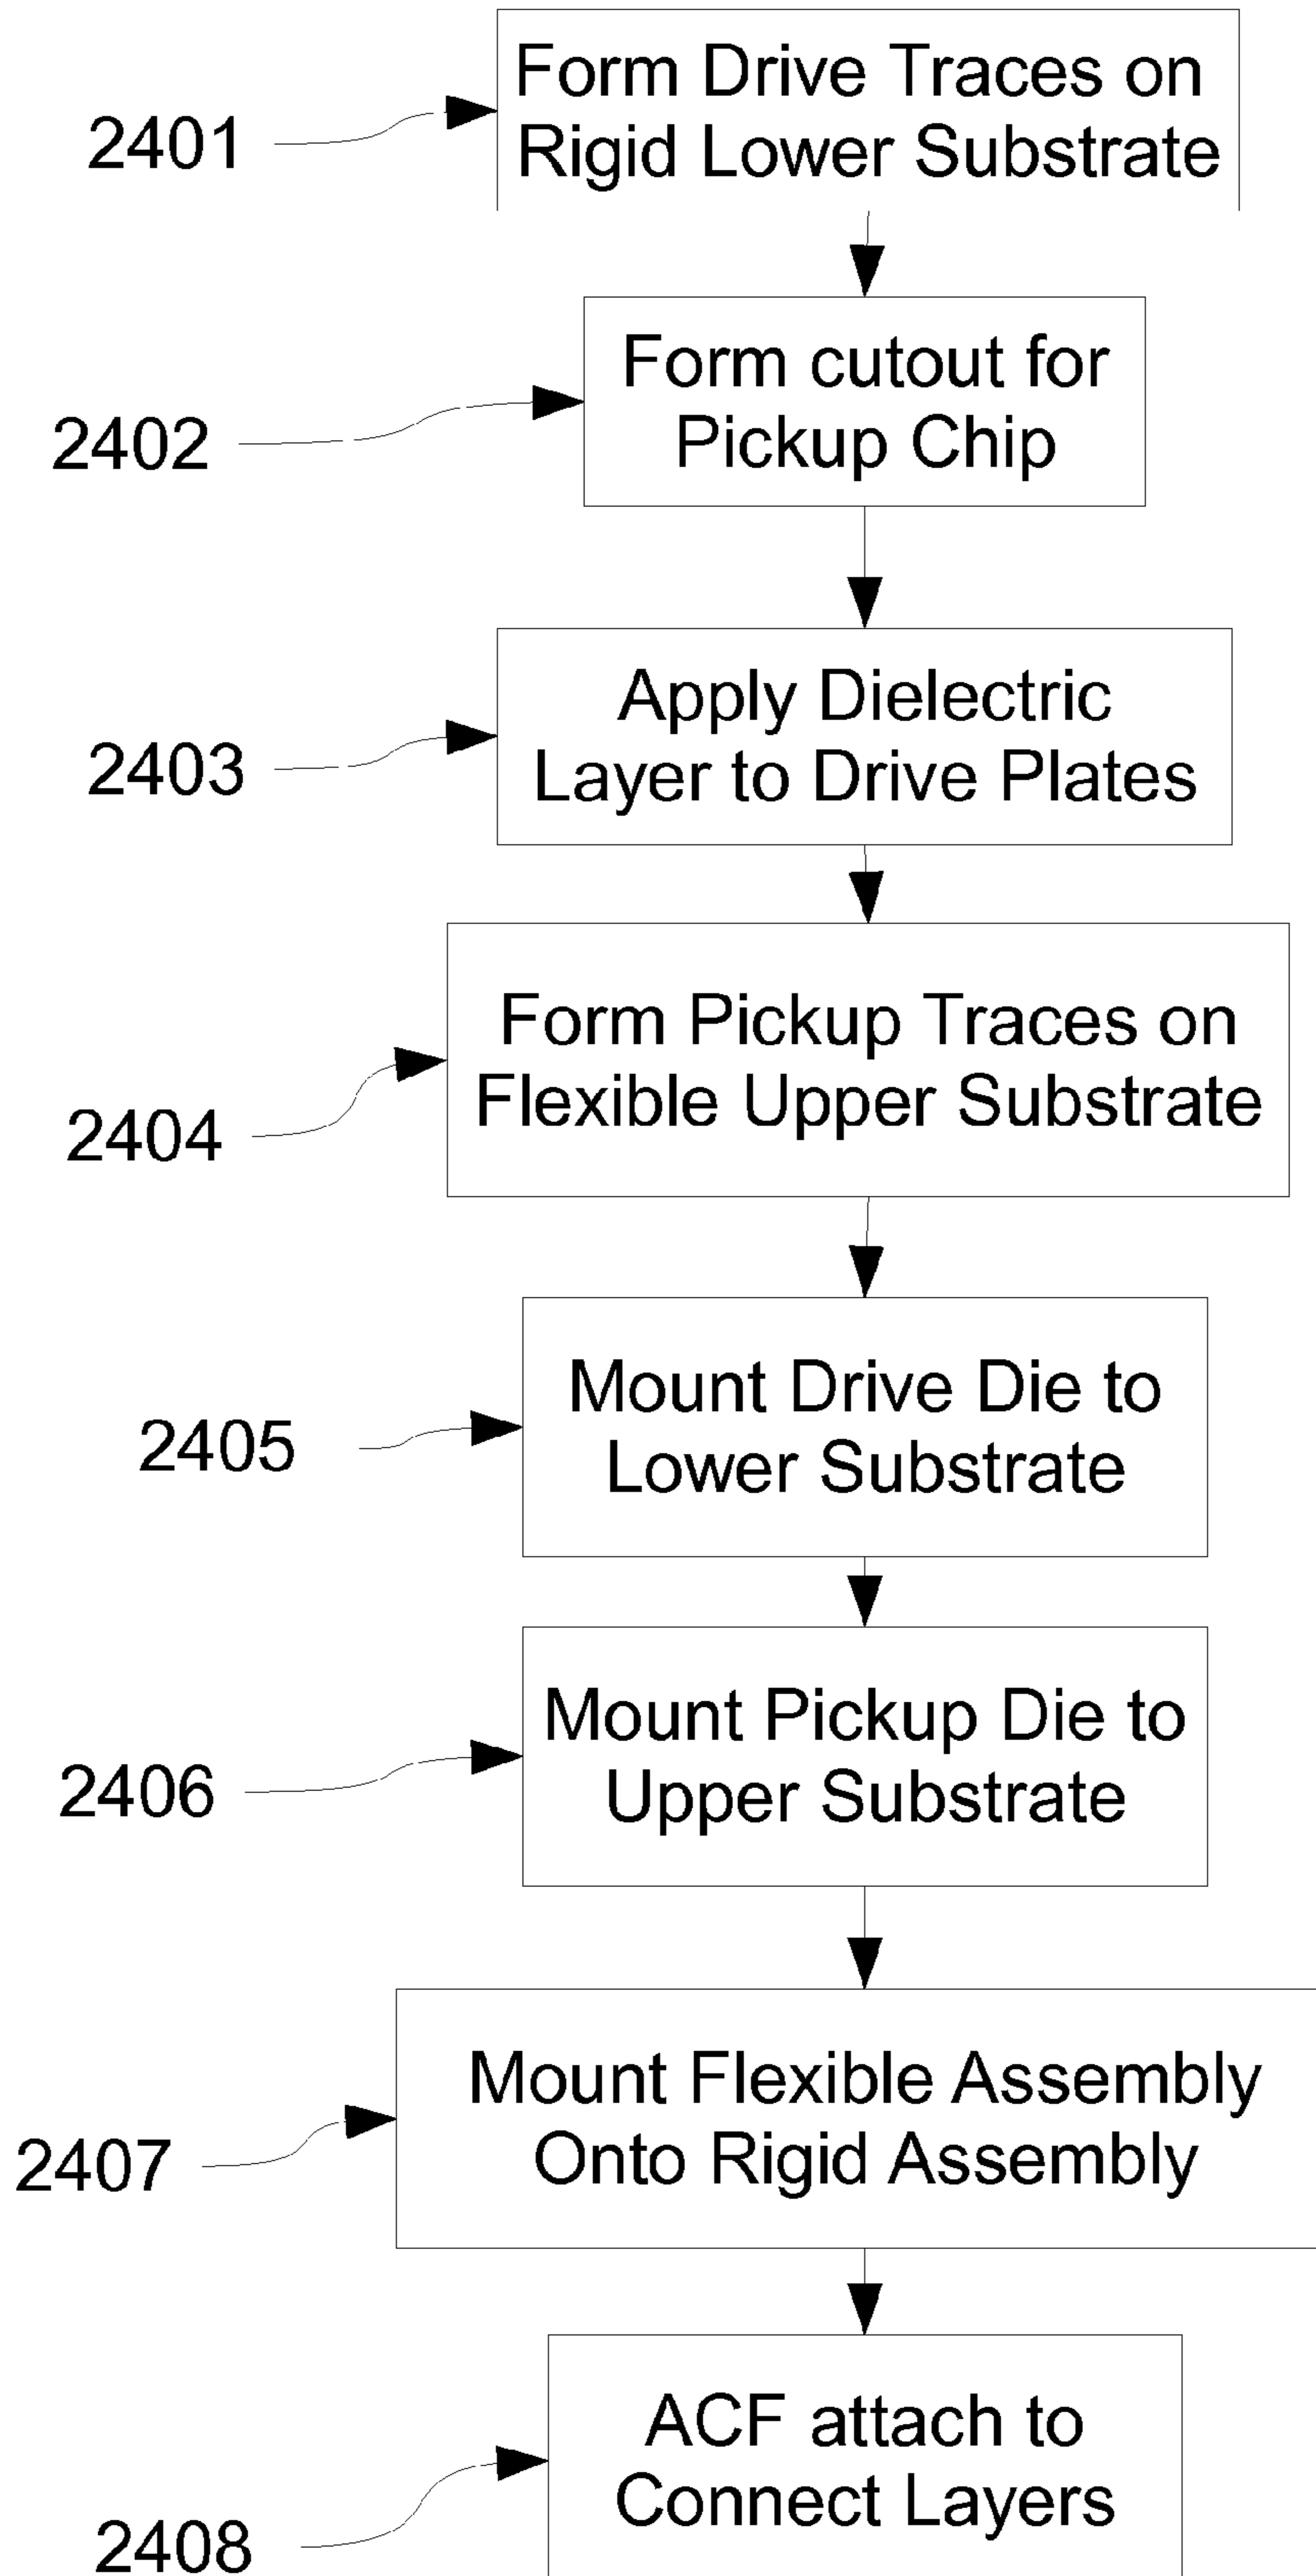 Form Drive Traces on
Rigid Lower Substrate
2401
Form cutout for
Pickup Chip
2402
Apply Dielectric
Layer to Drive Plates
2403
Form Pickup Traces on
Flexible Upper Substrate
2404
Mount Drive Die to
Lower Substrate
2405
Mount Pickup Die to
Upper Substrate
2406
Mount Flexible Assembly
Onto Rigid Assembly
2407
ACF attach to
Connect Layers
2408